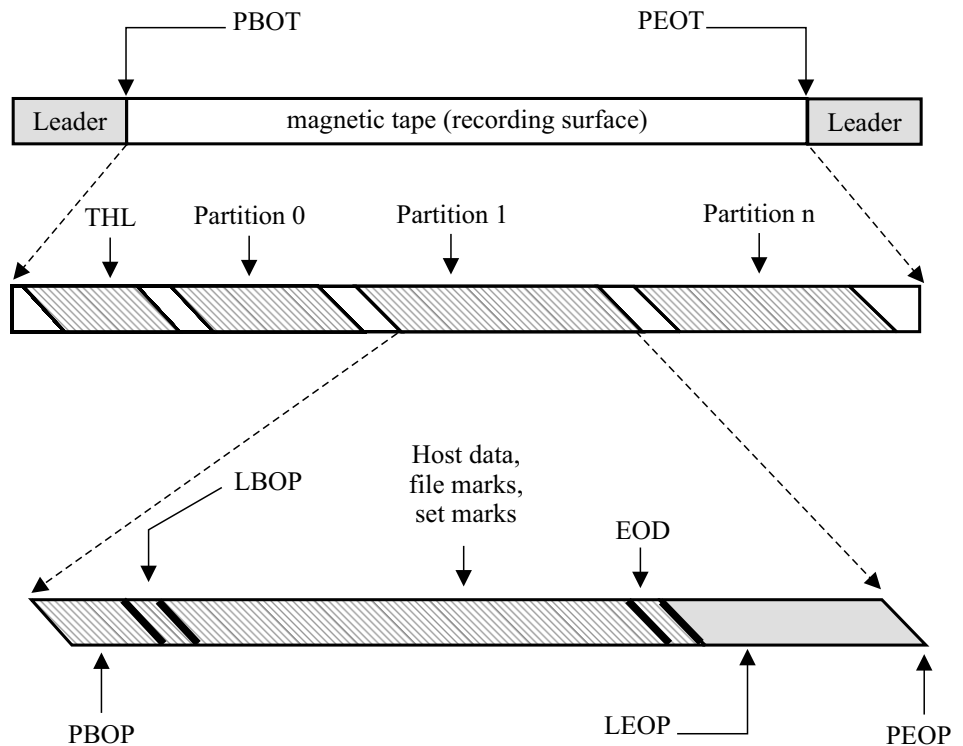 PBOT
PEOT
Leader
magnetic tape (recording surface)
Leader
THL
Partition 0
Partition 1
Partition n
Host data,
file marks,
set marks
LBOP
EOD
PBOP
LEOP
PEOP